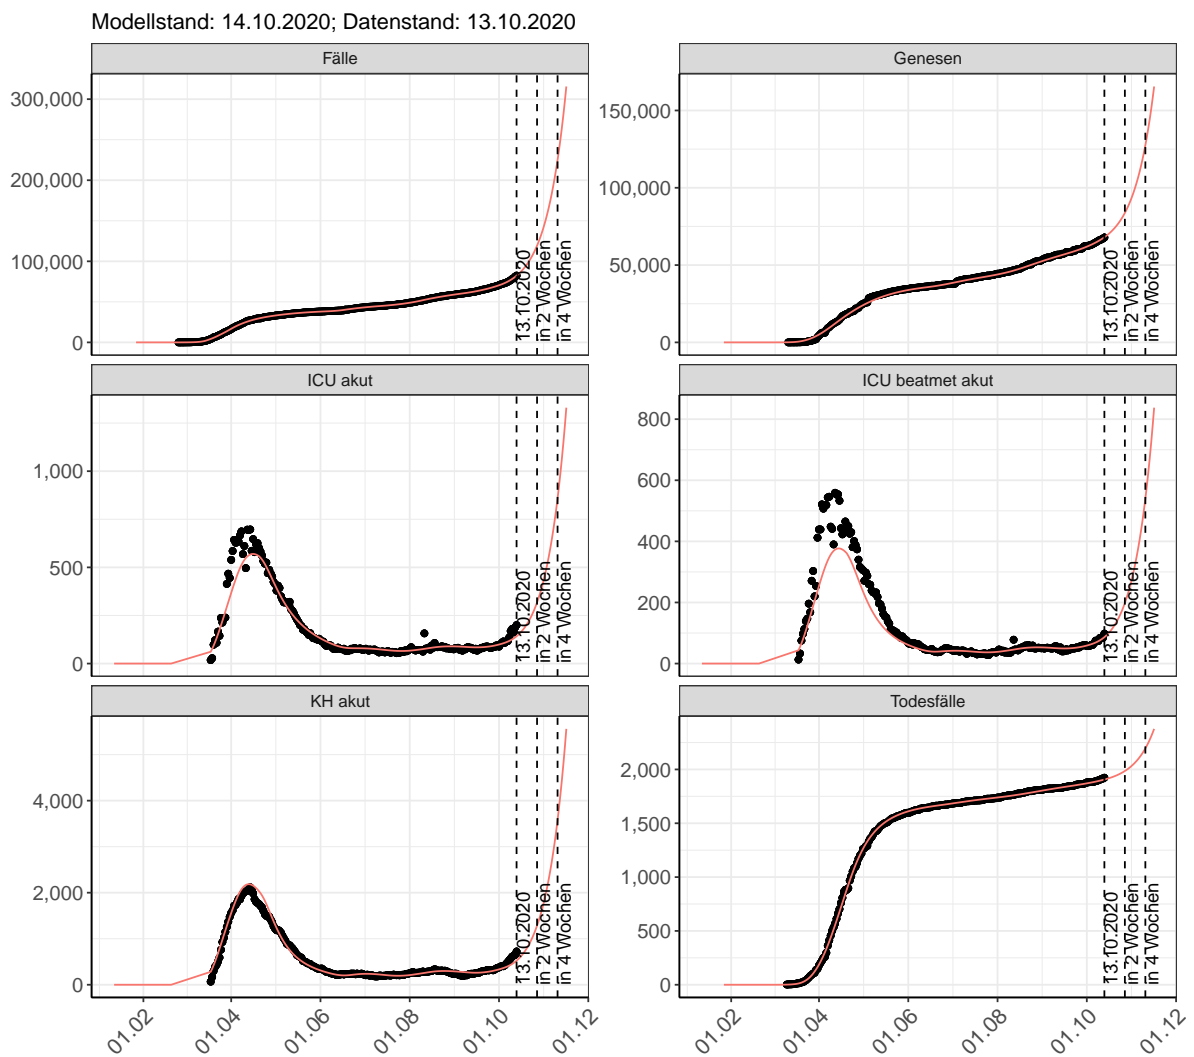 Modellstand: 14.10.2020; Datenstand: 13.10.2020
Fälle
300,000
200,000
100,000
0
13.10.2020
in 2 Wochen
in 4 Wochen
Genesen
150,000
100,000
50,000
0
13.10.2020
in 2 Wochen
in 4 Wochen
ICU akut
1,000
500
0
13.10.2020
in 2 Wochen
in 4 Wochen
ICU beatmet akut
800
600
400
200
0
13.10.2020
in 2 Wochen
in 4 Wochen
KH akut
4,000
2,000
0
13.10.2020
in 2 Wochen
in 4 Wochen
01.02
01.04
01.06
01.08
01.10
01.12
Todesfälle
2,000
1,500
1,000
500
0
13.10.2020
in 2 Wochen
in 4 Wochen
01.02
01.04
01.06
01.08
01.10
01.12